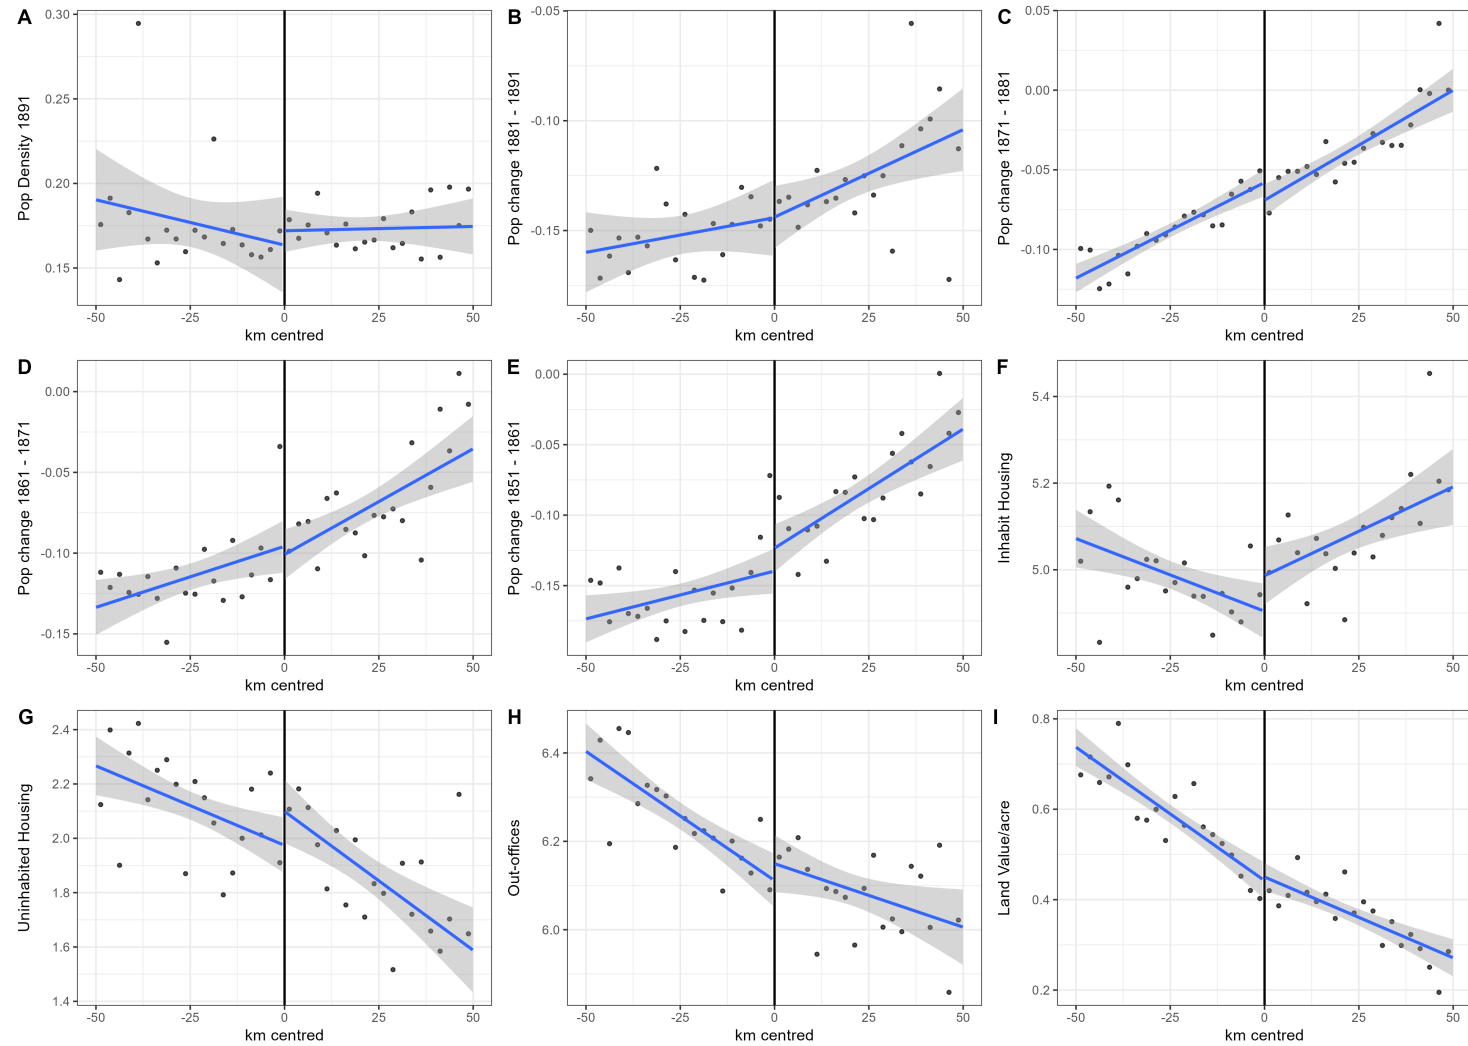 A
Pop Density 1891
0.30
0.25
0.20
0.15
-50 -25 0 25 50
km centred
B
Pop change 1881 - 1891
-0.05
-0.10
-0.15
-50 -25 0 25 50
km centred
C
Pop change 1871 - 1881
0.05
0.00
-0.05
-0.10
-50 -25 0 25 50
km centred
D
Pop change 1861 - 1871
0.00
-0.05
-0.10
-0.15
-50 -25 0 25 50
km centred
E
Pop change 1851 - 1861
0.00
-0.05
-0.10
-0.15
-50 -25 0 25 50
km centred
F
Inhabit Housing
5.4
5.2
5.0
-50 -25 0 25 50
km centred
G
Uninhabited Housing
2.4
2.2
2.0
1.8
1.6
1.4
-50 -25 0 25 50
km centred
H
Out-offices
6.4
6.2
6.0
-50 -25 0 25 50
km centred
I
Land Value/acre
0.8
0.6
0.4
0.2
-50 -25 0 25 50
km centred